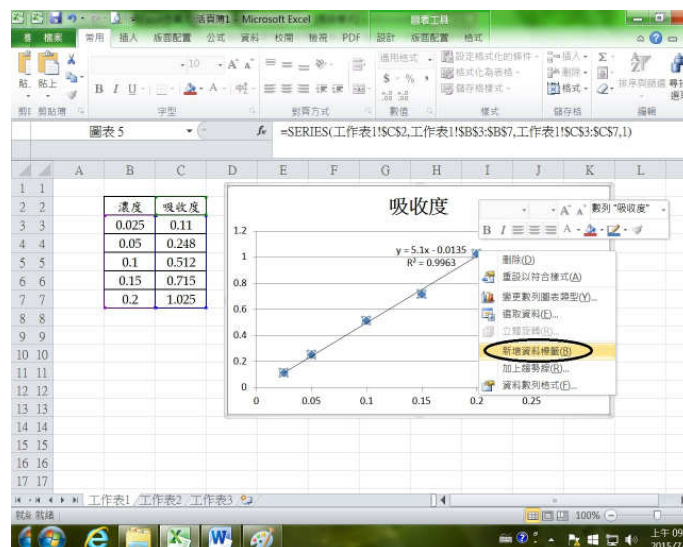 活頁簿1 - Microsoft Excel
圖表工具
檔案 常用 插入 版面配置 公式 資料 校閱 檢視 PDF 設計 版面配置 格式
貼上
剪貼簿 字型 對齊方式 數值 樣式 儲存格 編輯
圖表 5 fx =SERIES(工作表1!$C$2,工作表1!$B$3:$B$7,工作表1!$C$3:$C$7,1)
A B C D E F G H I J K L
濃度 吸收度
0.025 0.11
0.05 0.248
0.1 0.512
0.15 0.715
0.2 1.025
吸收度
y = 5.1x - 0.0135
R² = 0.9963
1.2
1
0.8
0.6
0.4
0.2
0
0 0.05 0.1 0.15 0.2 0.25
數列 "吸收度"
刪除(D)
重設以符合樣式(A)
變更數列圖表類型(Y)...
選取資料(E)...
立體旋轉(R)...
新增資料標籤(B)
加上趨勢線(R)...
資料數列格式(F)...
工作表1 工作表2 工作表3
就緒
100%
上午 09